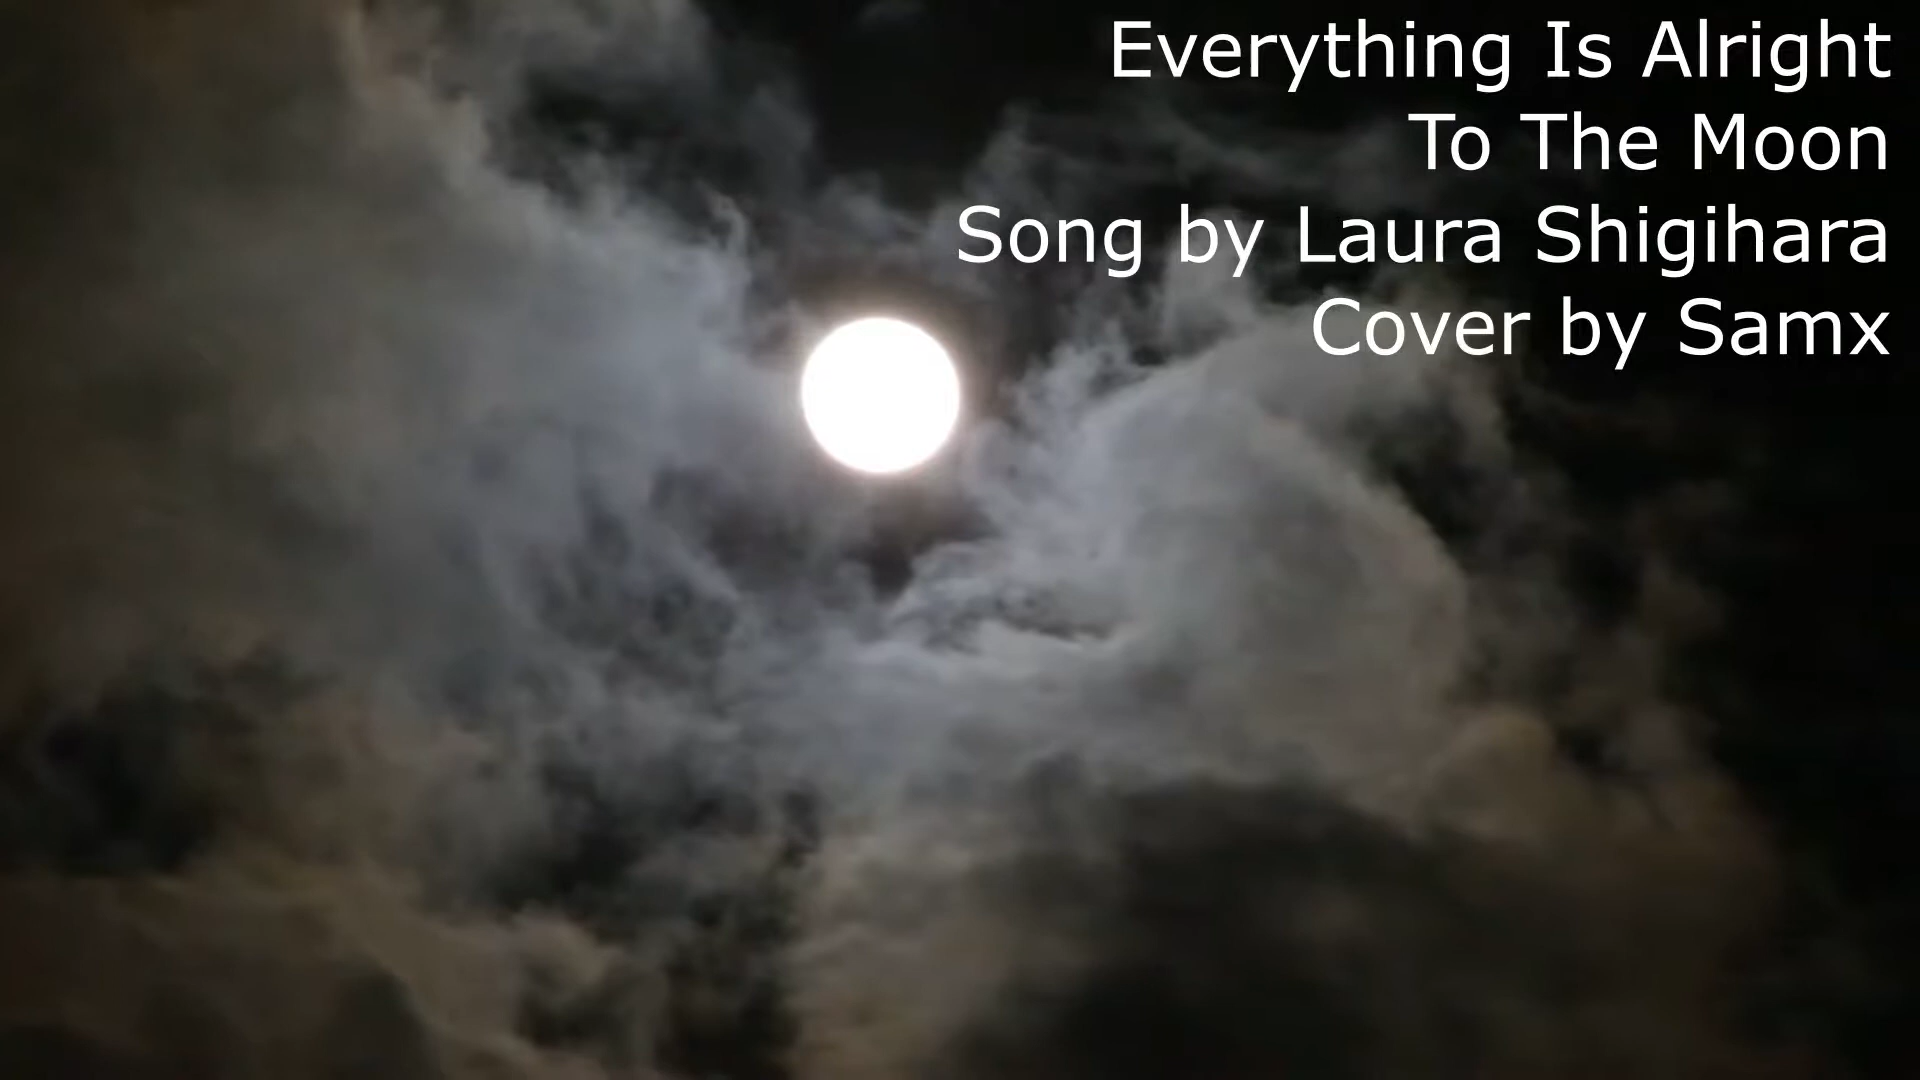 Everything Is Alright
To The Moon
Song by Laura Shigihara
Cover by Samx